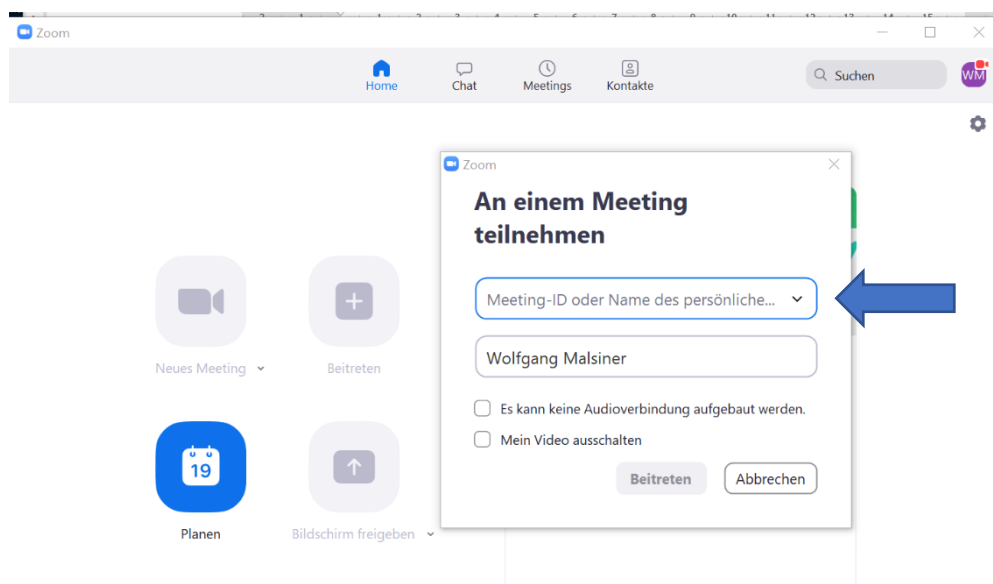 Zoom
Home
Chat
Meetings
Kontakte
Suchen
WM
Zoom
An einem Meeting
teilnehmen
Meeting-ID oder Name des persönliche...
Wolfgang Malsiner
Es kann keine Audioverbindung aufgebaut werden.
Mein Video ausschalten
Beitreten
Abbrechen
Neues Meeting
Beitreten
19
Planen
Bildschirm freigeben